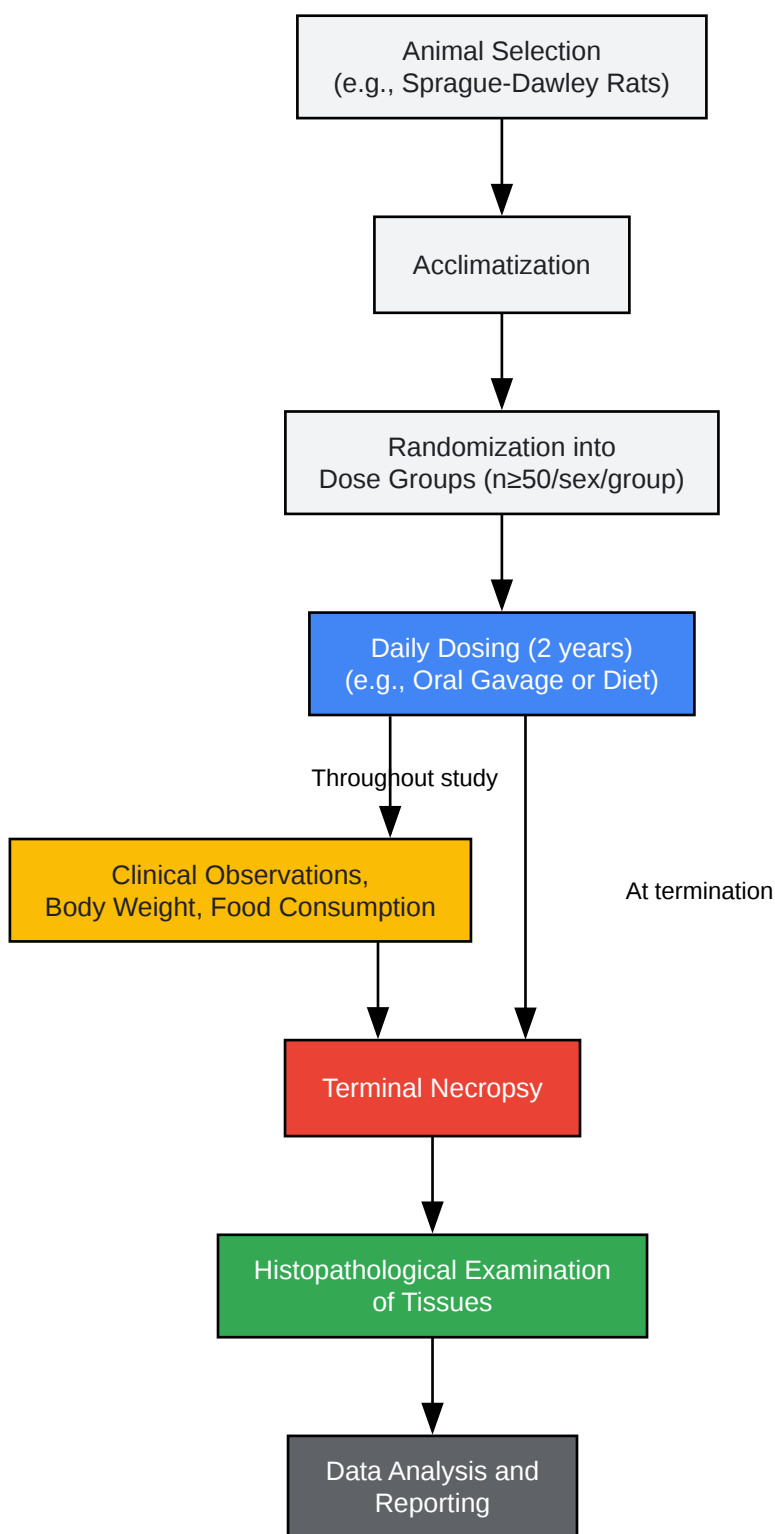 Animal Selection
(e.g., Sprague-Dawley Rats)
Acclimatization
Randomization into
Dose Groups (n≥50/sex/group)
Daily Dosing (2 years)
(e.g., Oral Gavage or Diet)
Throughout study
Clinical Observations,
Body Weight, Food Consumption
At termination
Terminal Necropsy
Histopathological Examination
of Tissues
Data Analysis and
Reporting